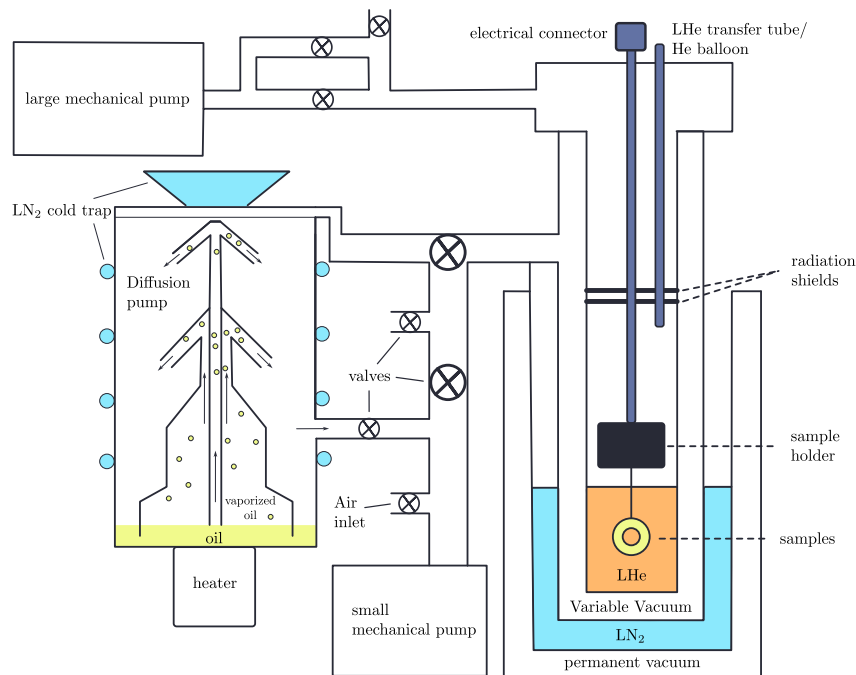 electrical connector
LHe transfer tube/
He balloon
large mechanical pump
LN₂ cold trap
Diffusion
pump
radiation
shields
valves
sample
holder
vaporized
oil
Air
inlet
oil
samples
heater
LHe
Variable Vacuum
small
mechanical pump
LN₂
permanent vacuum